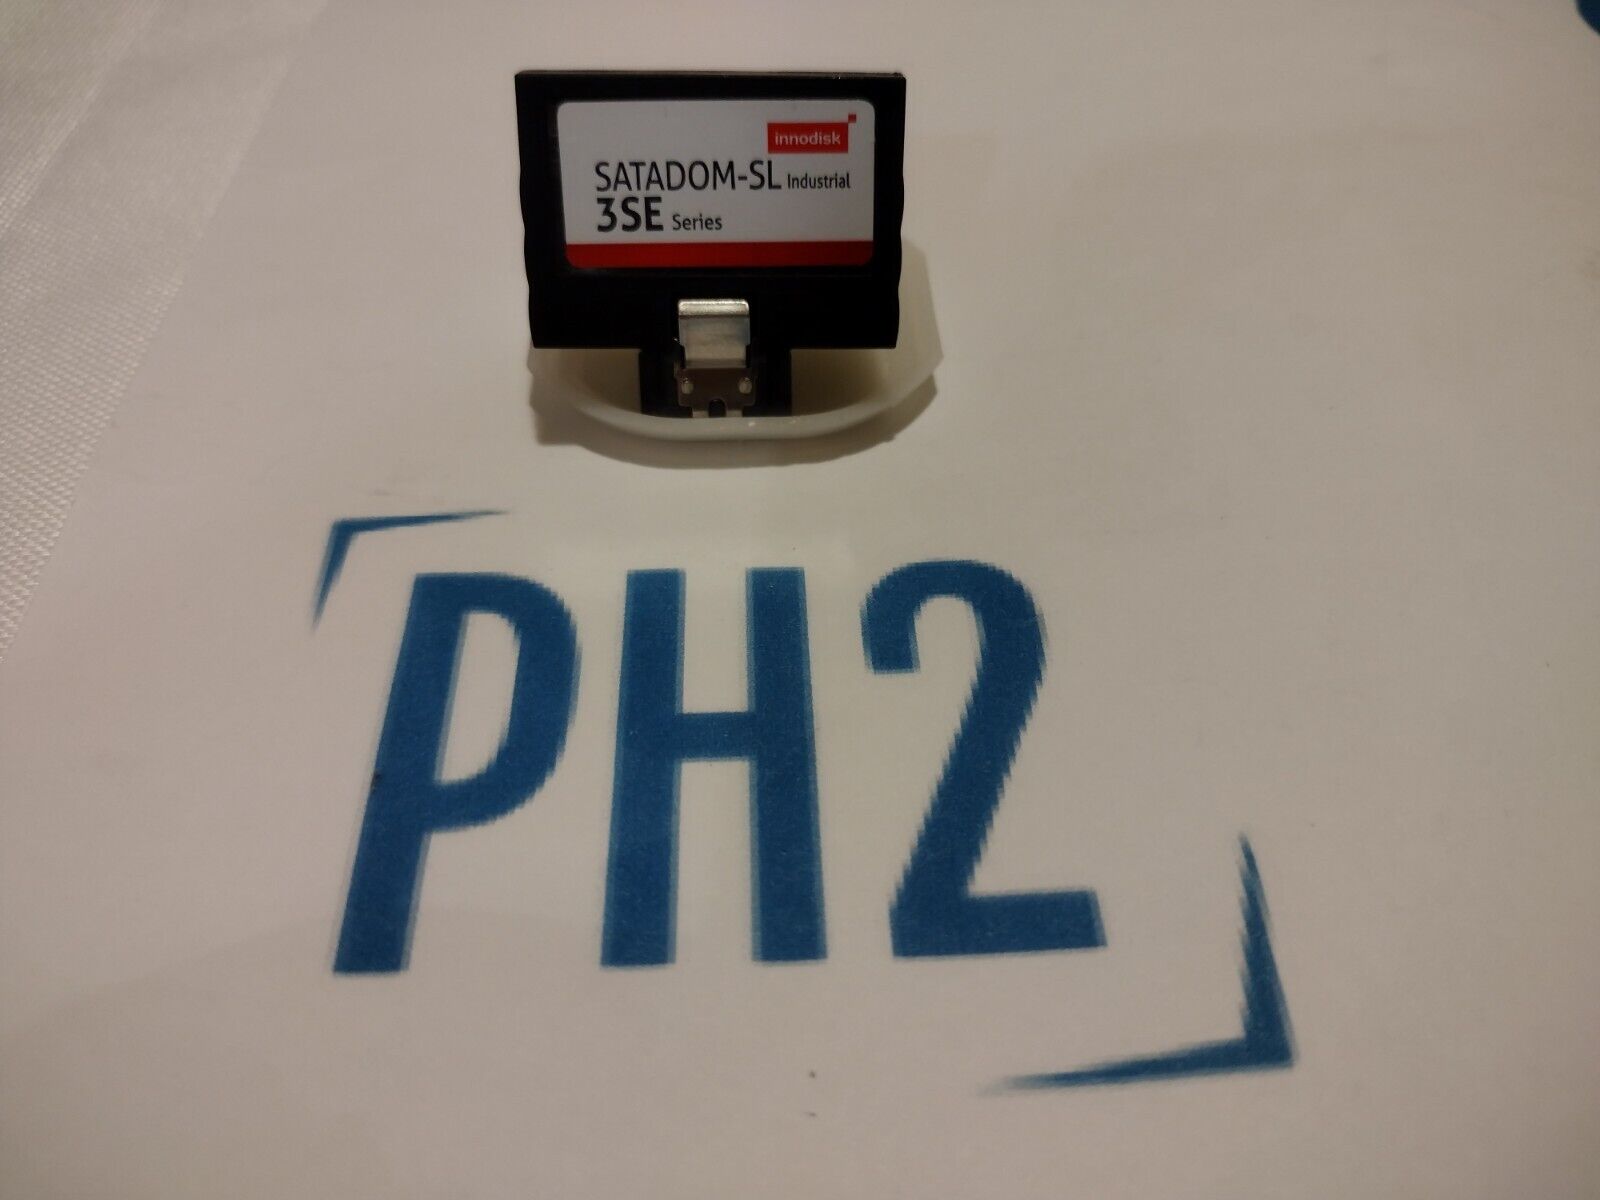 innodisk
SATADOM-SL Industrial
3SE Series
PH2